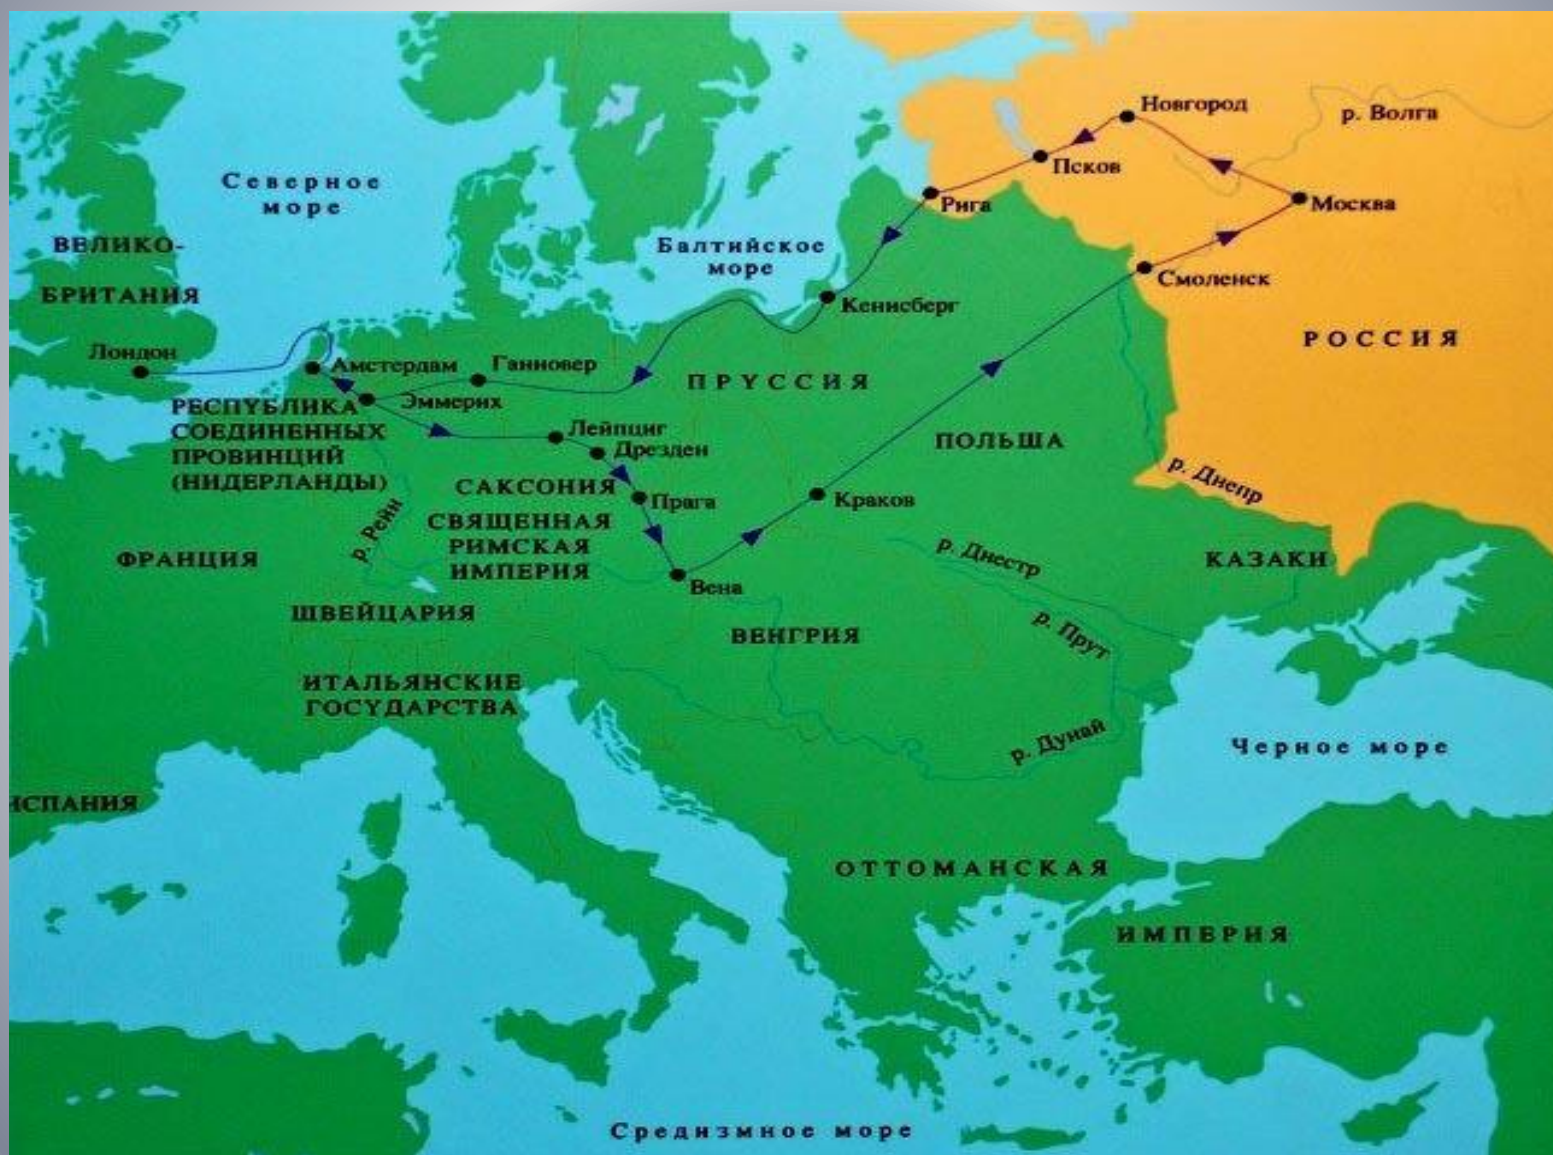 Новгород
р. Волга
Псков
Москва
Рига
Северное
море
Балтийское
море
ВЕЛИКО-
БРИТАНИЯ
Смоленск
Кенисберг
РОССИЯ
Лондон
Амстердам
Ганновер
ПРУССИЯ
Эммерих
РЕСПУБЛИКА
СОЕДИНЕННЫХ
ПРОВИНЦИЙ
(НИДЕРЛАНДЫ)
Лейпциг
Дрезден
ПОЛЬША
р. Днепр
САКСОНИЯ
Прага
Краков
р. Рейн
СВЯЩЕННАЯ
РИМСКАЯ
ИМПЕРИЯ
ФРАНЦИЯ
р. Днестр
КАЗАКИ
Вена
ШВЕЙЦАРИЯ
ВЕНГРИЯ
р. Прут
ИТАЛЬЯНСКИЕ
ГОСУДАРСТВА
р. Дунай
Черное море
ИСПАНИЯ
ОТТОМАНСКАЯ
ИМПЕРИЯ
Средизмное море